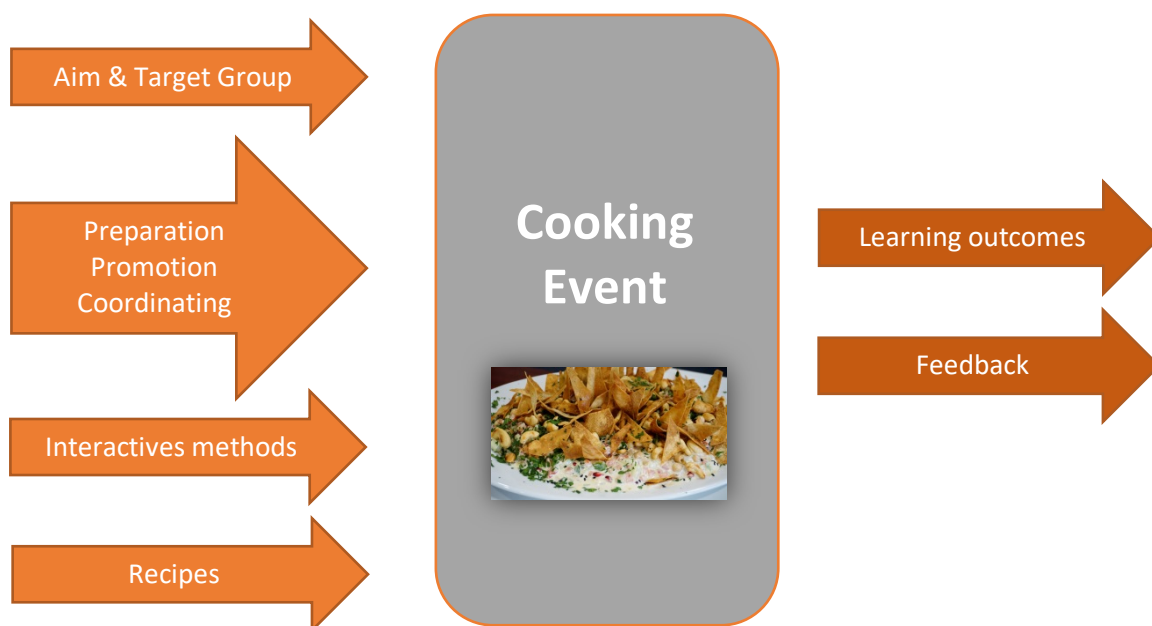 Aim & Target Group
Preparation
Promotion
Coordinating
Interactives methods
Recipes
Cooking
Event
Learning outcomes
Feedback